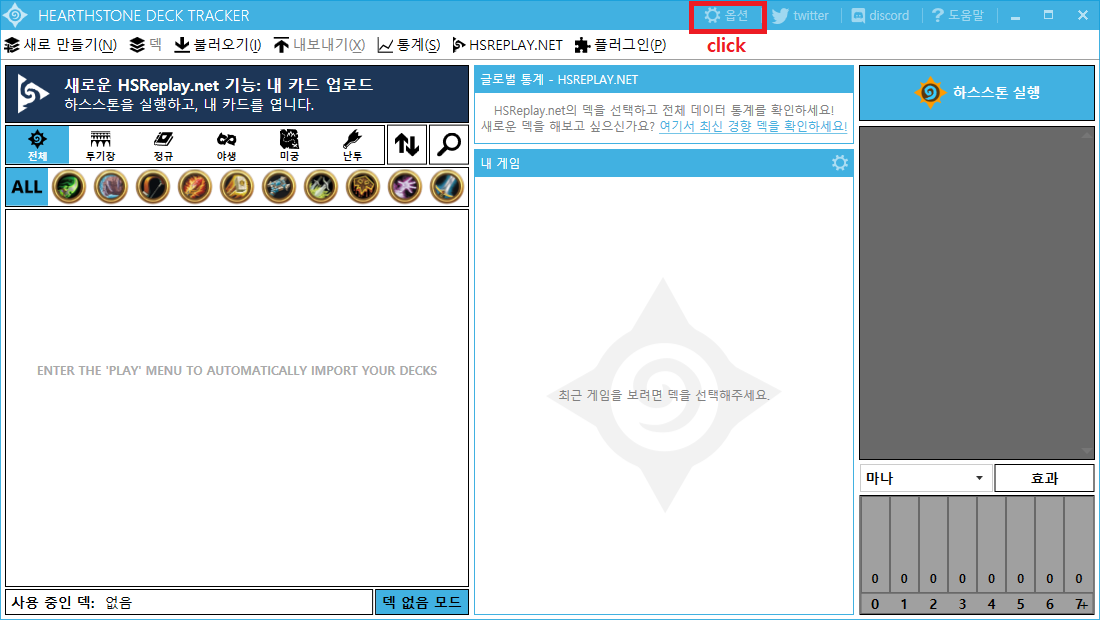 HEARTHSTONE DECK TRACKER
옵션
twitter
discord
? 도움말
click
새로 만들기(N)
덱
불러오기(I)
내보내기(X)
통계(S)
HSREPLAY.NET
플러그인(P)
새로운 HSReplay.net 기능: 내 카드 업로드
하스스톤을 실행하고, 내 카드를 엽니다.
전체
투기장
정규
야생
미궁
난투
ALL
ENTER THE 'PLAY' MENU TO AUTOMATICALLY IMPORT YOUR DECKS
사용 중인 덱: 없음
덱 없음 모드
글로벌 통계 - HSREPLAY.NET
HSReplay.net의 덱을 선택하고 전체 데이터 통계를 확인하세요!
새로운 덱을 해보고 싶으신가요? 여기서 최신 경향 덱을 확인하세요!
내 게임
최근 게임을 보려면 덱을 선택해주세요.
하스스톤 실행
마나
효과
0 0 0 0 0 0 0 0
0 1 2 3 4 5 6 7+